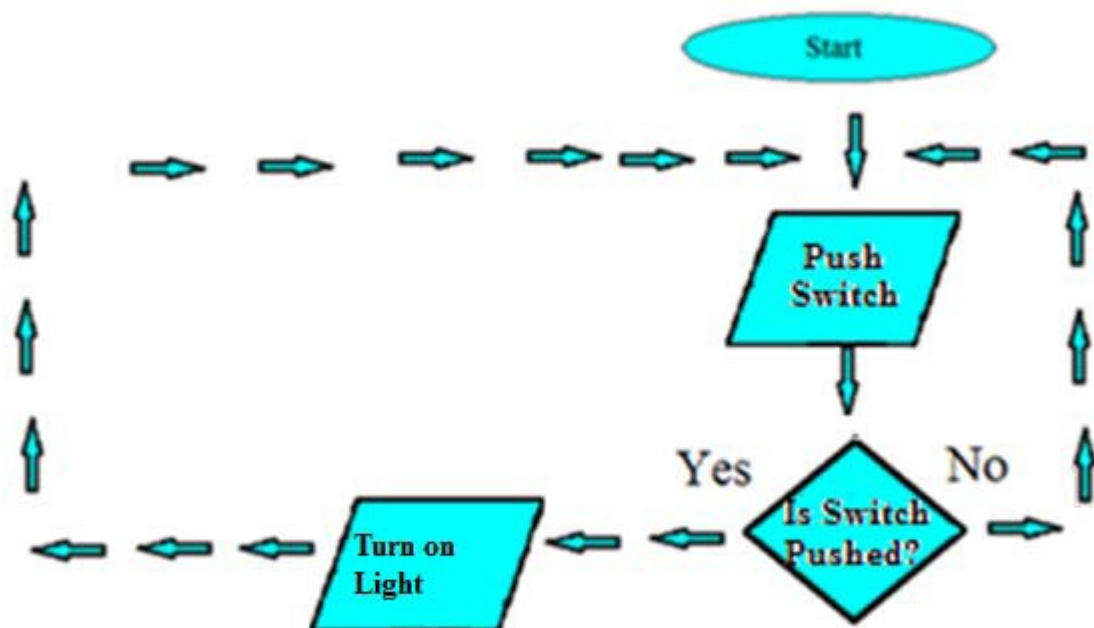 Start
Push
Switch
Yes
No
Is Switch
Pushed?
Turn on
Light